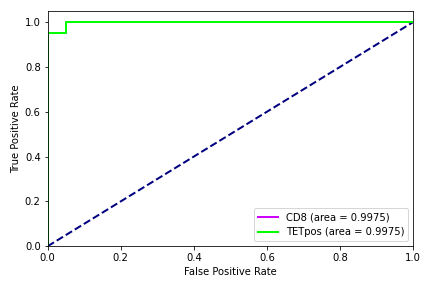 1.0
0.8
0.6
0.4
0.2
0.0
True Positive Rate
CD8 (area = 0.9975)
TETpos (area = 0.9975)
0.0 0.2 0.4 0.6 0.8 1.0
False Positive Rate